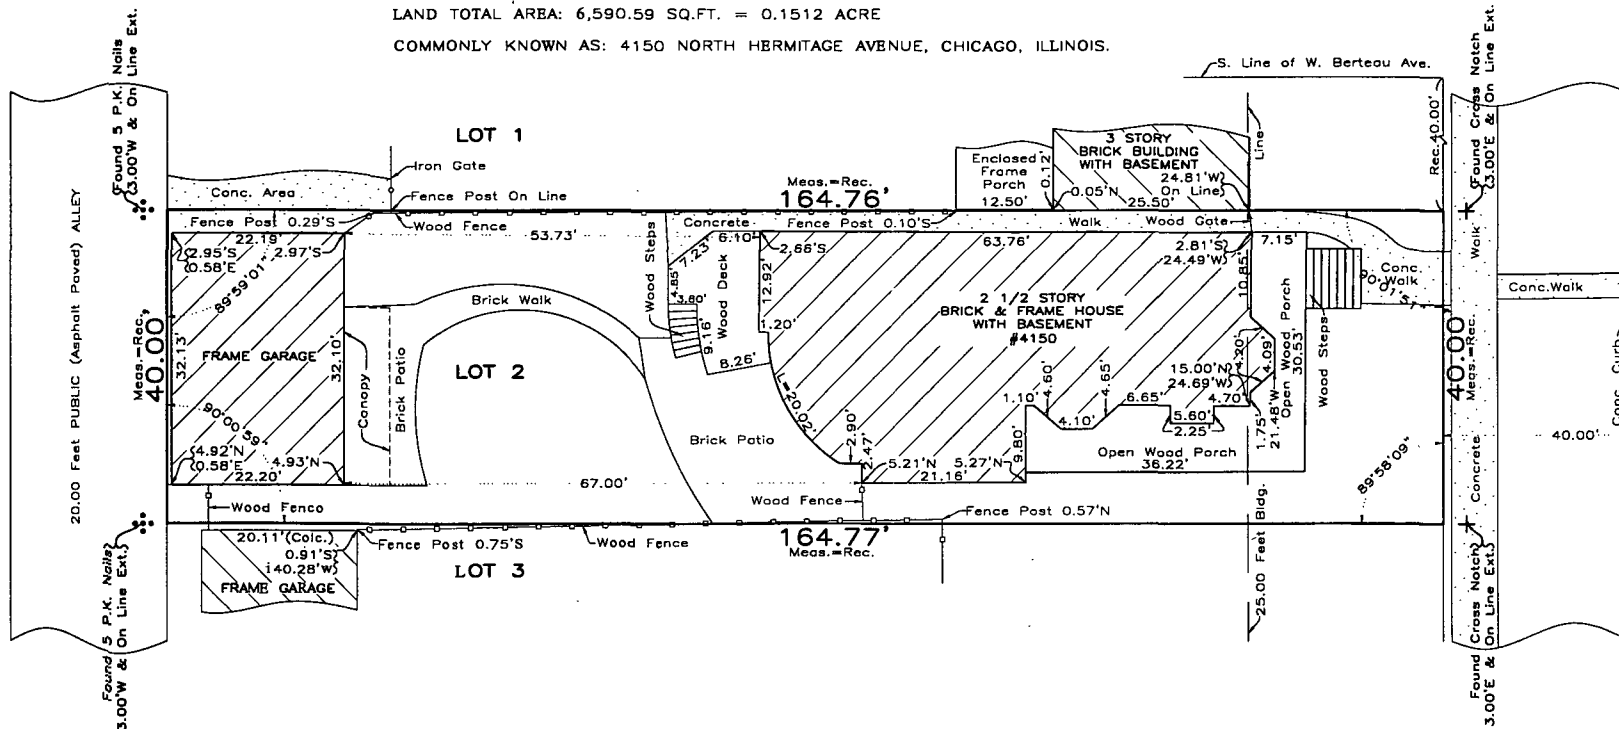 LAND TOTAL AREA: 6,590.59 SQ.FT. = 0.1512 ACRE
COMMONLY KNOWN AS: 4150 NORTH HERMITAGE AVENUE, CHICAGO, ILLINOIS.
Found 5 P.K. Nails
3.00'W & On Line Ext.
S. Line of W. Berteau Ave.
Found Cross Notch
3.00'E & On Line Ext.
Rec.40.00'
LOT 1
Iron Gate
Conc. Area
Fence Post On Line
Meas.=Rec.
164.76'
Enclosed
Frame
Porch
12.50'
0.12'
3 STORY
BRICK BUILDING
WITH BASEMENT
24.81'W
On Line
0.05'N
25.50'
Line
Fence Post 0.29'S
Wood Fence
53.73'
Concrete
Fence Post 0.10'S
Walk
Wood Gate
22.19'
2.95'S
0.58'E
2.97'S
89°59'01"
7.23'
6.10'
2.66'S
63.76'
2.81'S
24.49'W
7.15'
Conc.
Walk
90°01'51"
Walk
Conc.Walk
Wood Steps
4.85'
3.80'
9.16'
Wood Deck
8.26'
12.92'
1.20'
10.85'
Brick Walk
2 1/2 STORY
BRICK & FRAME HOUSE
WITH BASEMENT
#4150
Open Wood Porch
30.53'
Wood Steps
20.00 Feet PUBLIC (Asphalt Paved) ALLEY
Meas.=Rec.
40.00'
32.13'
FRAME GARAGE
32.10'
Canopy
Brick Patio
LOT 2
L=20.02'
4.20'
4.09'
15.00'N
24.69'W
40.00
Meas.=Rec.
1.10'
4.60'
4.65'
4.10'
6.65'
4.70'
5.60'
2.25'
1.75'
21.48'W
Brick Patio
2.90'
2.47'
9.80'
Open Wood Porch
36.22'
90°00'59"
4.92'N
0.58'E
4.93'N
22.20'
67.00'
5.21'N
5.27'N
21.16'
89°58'09"
Concrete
Conc. Curb
40.00'
Wood Fence
Wood Fence
Fence Post 0.57'N
20.11'(Calc.)
0.91'S
140.28'W
FRAME GARAGE
Fence Post 0.75'S
Wood Fence
164.77'
Meas.=Rec.
LOT 3
25.00 Feet Bldg.
Found 5 P.K. Nails
3.00'W & On Line Ext.
Found Cross Notch
3.00'E & On Line Ext.